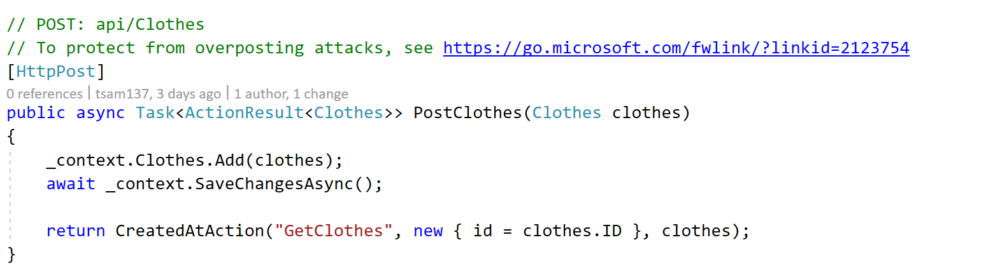 // POST: api/Clothes
// To protect from overposting attacks, see https://go.microsoft.com/fwlink/?linkid=2123754
[HttpPost]
0 references | tsam137, 3 days ago | 1 author, 1 change
public async Task<ActionResult<Clothes>> PostClothes(Clothes clothes)
{
    _context.Clothes.Add(clothes);
    await _context.SaveChangesAsync();
    return CreatedAtAction("GetClothes", new { id = clothes.ID }, clothes);
}